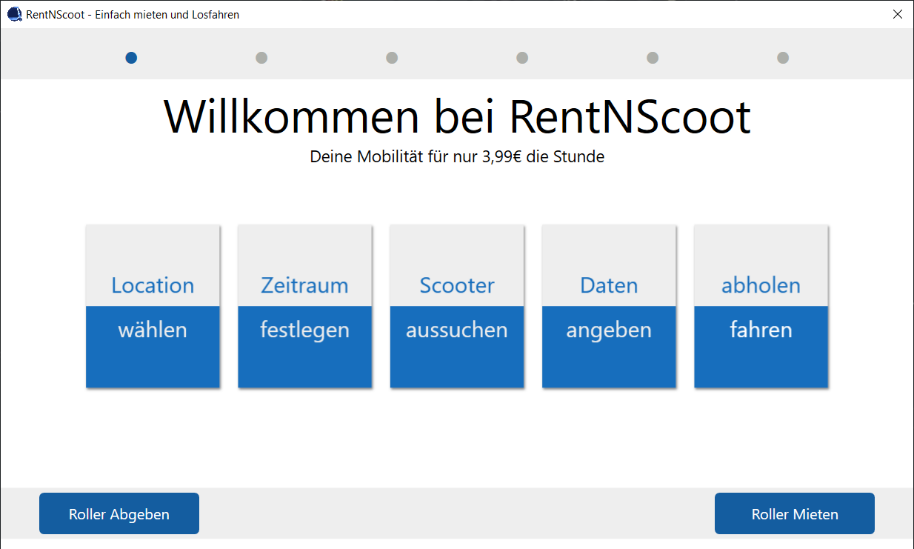 RentNScoot - Einfach mieten und Losfahren
Willkommen bei RentNScoot
Deine Mobilität für nur 3,99€ die Stunde
Location
wählen
Zeitraum
festlegen
Scooter
aussuchen
Daten
angeben
abholen
fahren
Roller Abgeben
Roller Mieten